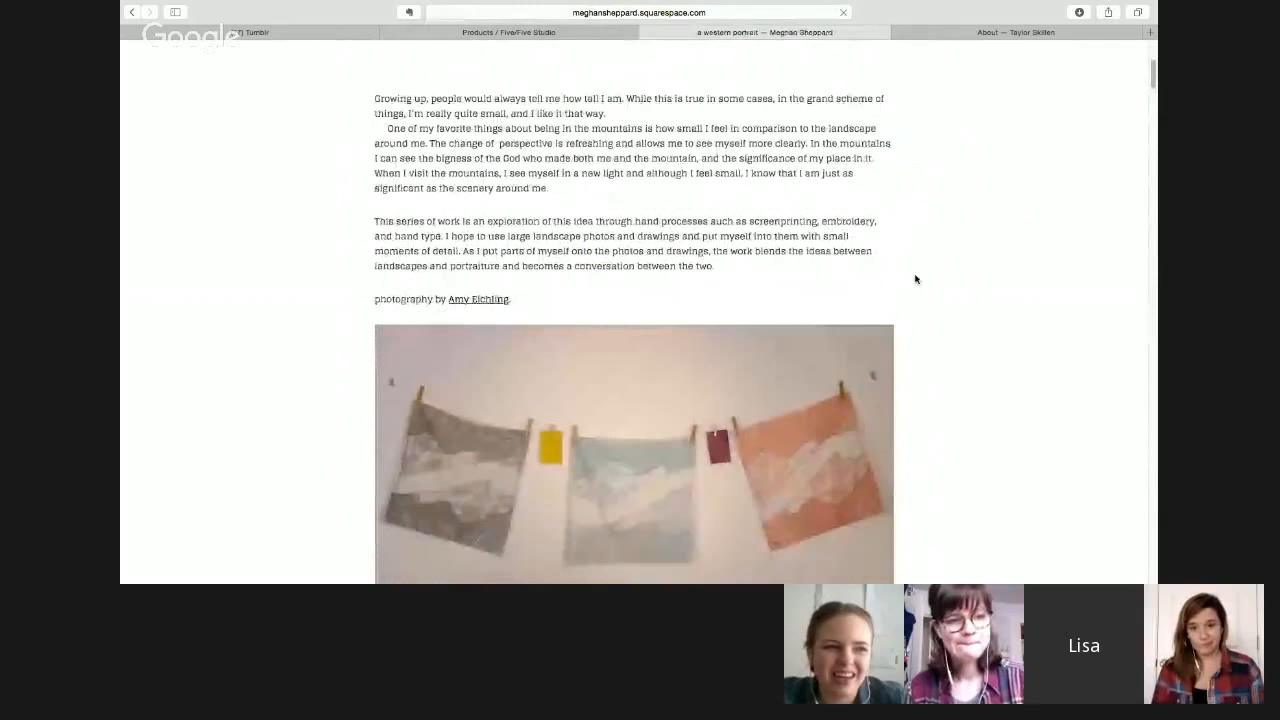 meghansheppard.squarespace.com
Google
Tumblr
Products / Five/Five Studio
a western portrait — Meghan Sheppard
About — Taylor Skillen
Growing up, people would always tell me how tall I am. While this is true in some cases, in the grand scheme of
things, I'm really quite small, and I like it that way.
One of my favorite things about being in the mountains is how small I feel in comparison to the landscape
around me. The change of perspective is refreshing and allows me to see myself more clearly. In the mountains
I can see the bigness of the God who made both me and the mountain, and the significance of my place in it.
When I visit the mountains, I see myself in a new light and although I feel small, I know that I am just as
significant as the scenery around me.
This series of work is an exploration of this idea through hand processes such as screenprinting, embroidery,
and hand type. I hope to use large landscape photos and drawings and put myself into them with small
moments of detail. As I put parts of myself onto the photos and drawings, the work blends the ideas between
landscapes and portraiture and becomes a conversation between the two.
photography by Amy Eichling.
Lisa